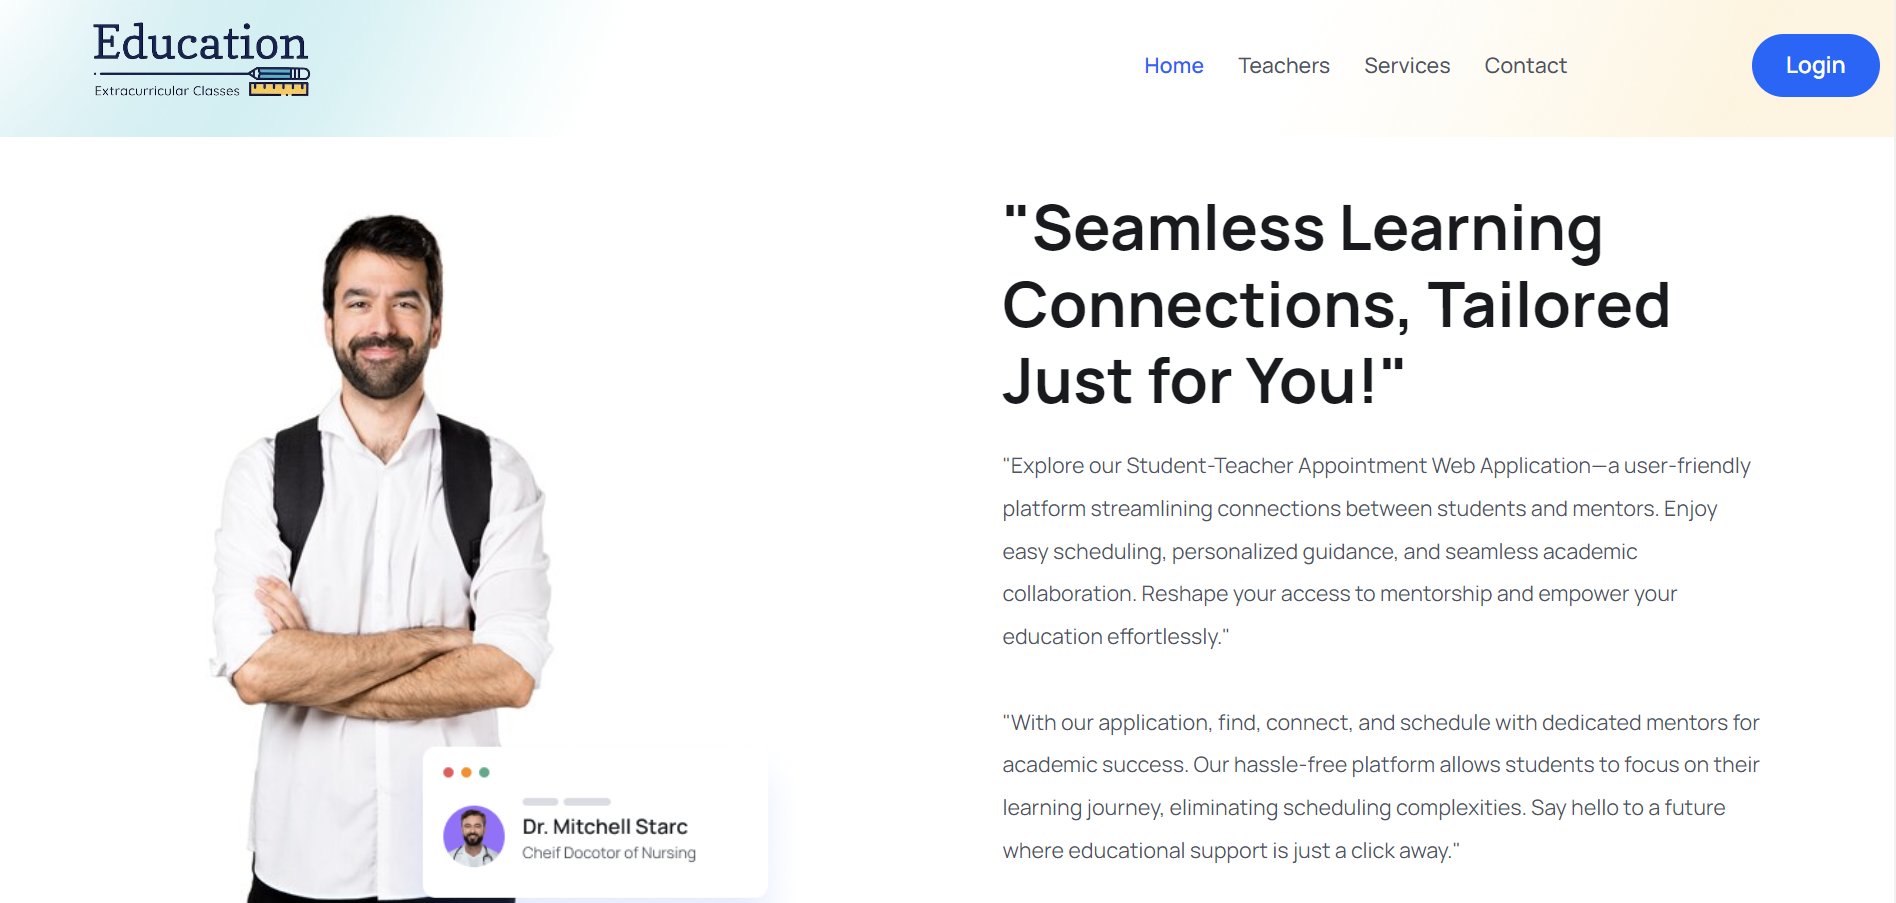 Education
Extracurricular Classes
Home Teachers Services Contact
Login
"Seamless Learning
Connections, Tailored
Just for You!"
"Explore our Student-Teacher Appointment Web Application—a user-friendly
platform streamlining connections between students and mentors. Enjoy
easy scheduling, personalized guidance, and seamless academic
collaboration. Reshape your access to mentorship and empower your
education effortlessly."
"With our application, find, connect, and schedule with dedicated mentors for
academic success. Our hassle-free platform allows students to focus on their
learning journey, eliminating scheduling complexities. Say hello to a future
where educational support is just a click away."
Dr. Mitchell Starc
Cheif Docotor of Nursing